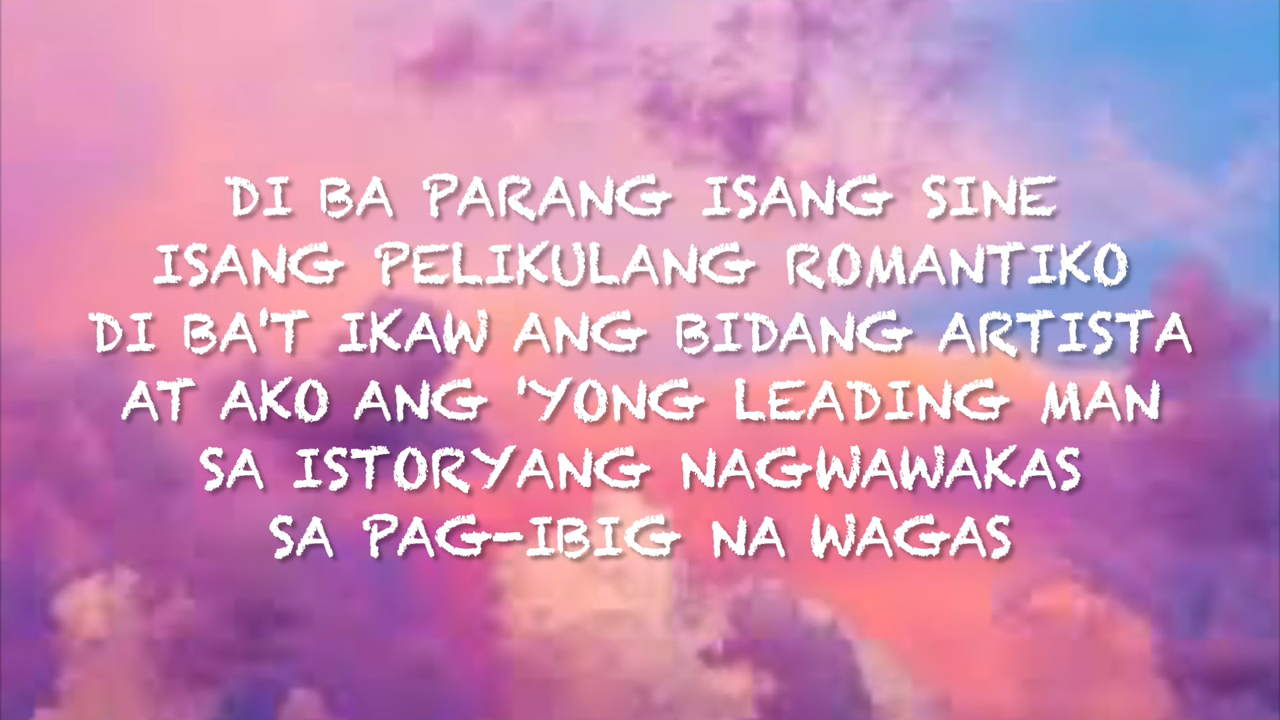 DI BA PARANG ISANG SINE
ISANG PELIKULANG ROMANTIKO
DI BA'T IKAW ANG BIDANG ARTISTA
AT AKO ANG 'YONG LEADING MAN
SA ISTORYANG NAGWAWAKAS
SA PAG-IBIG NA WAGAS